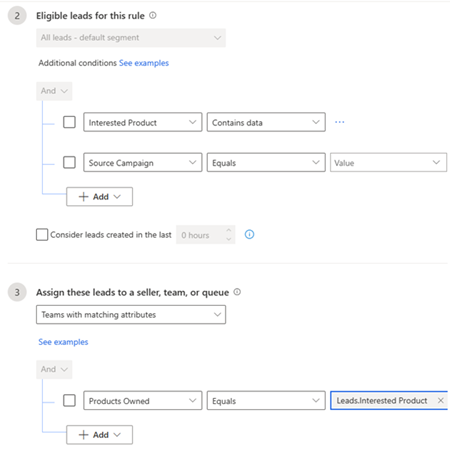 2 Eligible leads for this rule
All leads - default segment
Additional conditions See examples
And
Interested Product Contains data ...
Source Campaign Equals Value
+ Add
Consider leads created in the last 0 hours
3 Assign these leads to a seller, team, or queue
Teams with matching attributes
See examples
And
Products Owned Equals Leads.Interested Product ×
+ Add